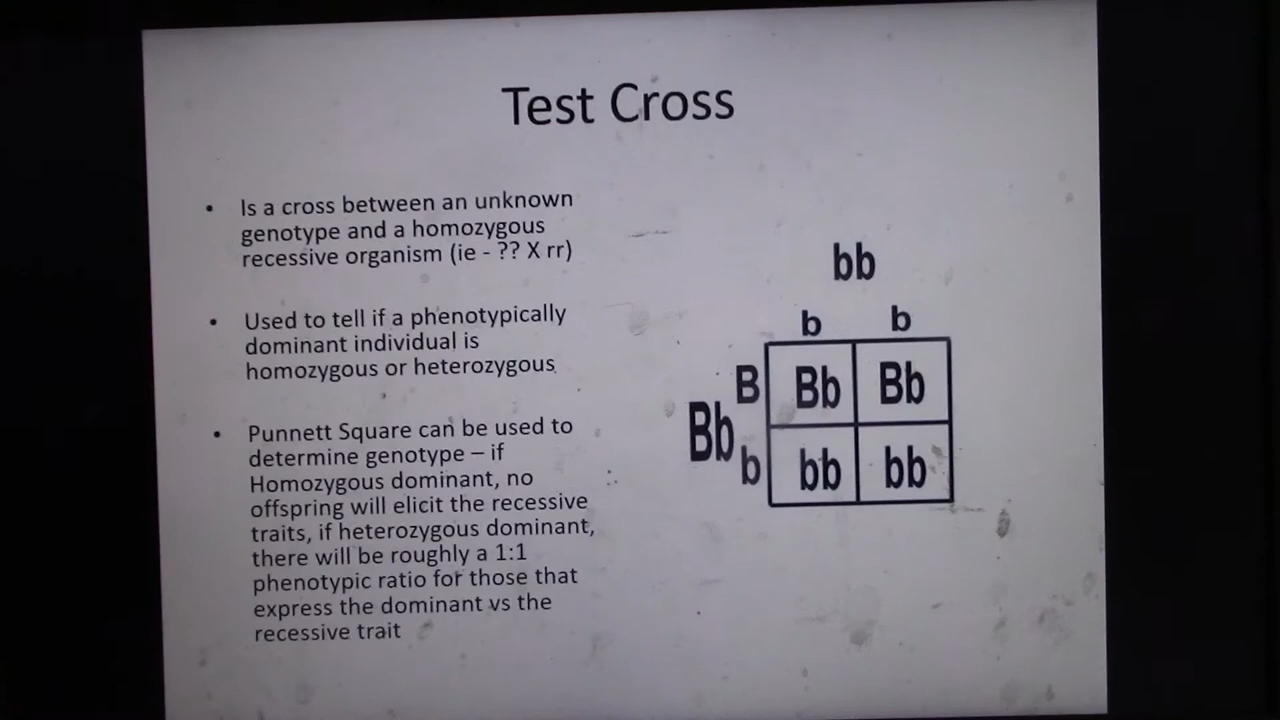 Test Cross
• Is a cross between an unknown
genotype and a homozygous
recessive organism (ie - ?? X rr)
• Used to tell if a phenotypically
dominant individual is
homozygous or heterozygous
• Punnett Square can be used to
determine genotype – if
Homozygous dominant, no
offspring will elicit the recessive
traits, if heterozygous dominant,
there will be roughly a 1:1
phenotypic ratio for those that
express the dominant vs the
recessive trait
bb
b b
B Bb Bb
Bb
b bb bb